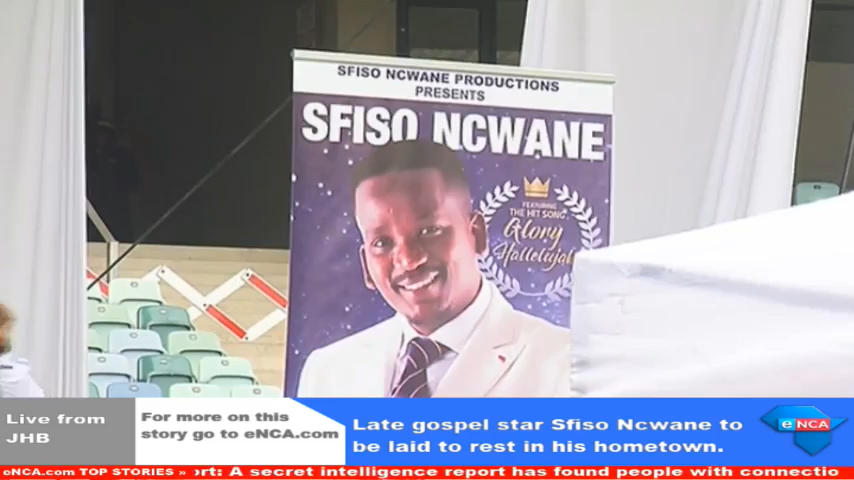 SFISO NCWANE PRODUCTIONS
PRESENTS
SFISO NCWANE
FEATURING
THE HIT SONG
Glory
Hallelujah
Live from
JHB
For more on this
story go to eNCA.com
Late gospel star Sfiso Ncwane to
be laid to rest in his hometown.
eNCA
eNCA.com TOP STORIES » ort: A secret intelligence report has found people with connectio